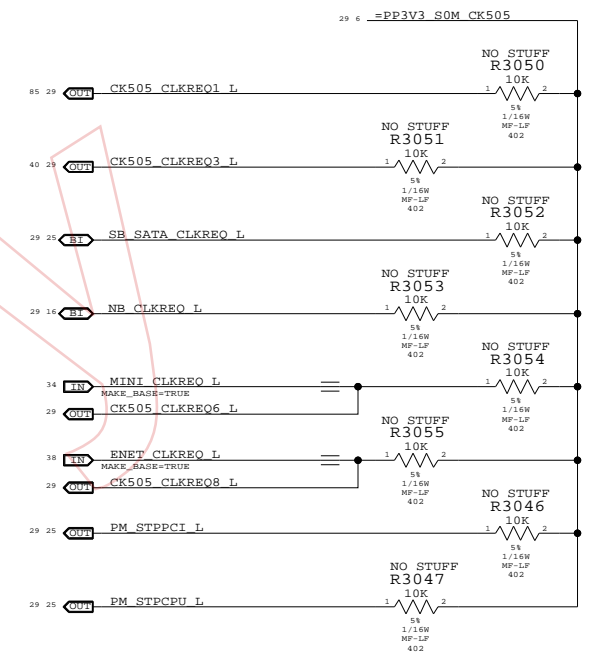 29 6 =PP3V3_S0M_CK505
NO STUFF
R3050
10K
85 29 OUT CK505_CLKREQ1_L 1 2
5%
1/16W
MF-LF
402
NO STUFF
R3051
10K
40 29 OUT CK505_CLKREQ3_L 1 2
5%
1/16W
MF-LF
402
NO STUFF
R3052
10K
29 25 BI SB_SATA_CLKREQ_L 1 2
5%
1/16W
MF-LF
402
NO STUFF
R3053
10K
29 16 BI NB_CLKREQ_L 1 2
5%
1/16W
MF-LF
402
NO STUFF
R3054
10K
34 IN MINI_CLKREQ_L 1 2
MAKE_BASE=TRUE
5%
1/16W
MF-LF
402
29 OUT CK505_CLKREQ6_L
NO STUFF
R3055
10K
38 IN ENET_CLKREQ_L 1 2
MAKE_BASE=TRUE
5%
1/16W
MF-LF
402
29 OUT CK505_CLKREQ8_L
NO STUFF
R3046
10K
29 25 OUT PM_STPPCI_L 1 2
5%
1/16W
MF-LF
402
NO STUFF
R3047
10K
29 25 OUT PM_STPCPU_L 1 2
5%
1/16W
MF-LF
402